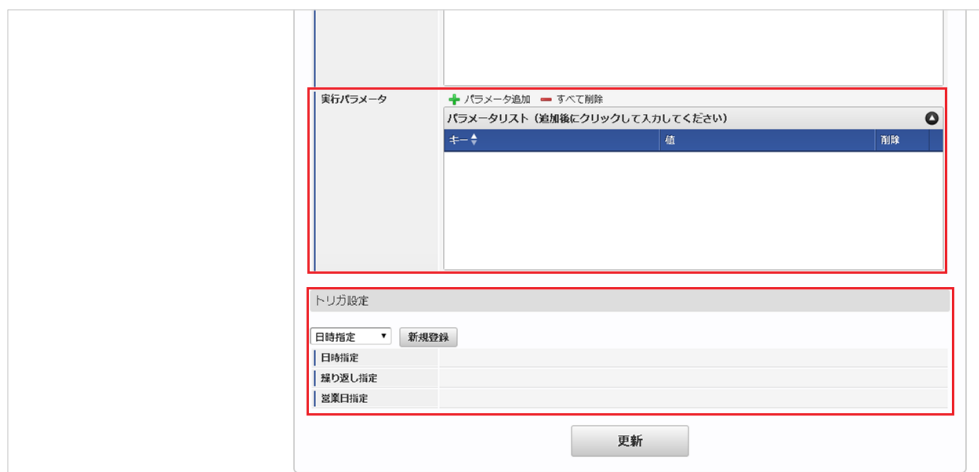 実行パラメータ
パラメータ追加 すべて削除
パラメータリスト（追加後にクリックして入力してください）
キー 値 削除
トリガ設定
日時指定 新規登録
日時指定
繰り返し指定
営業日指定
更新